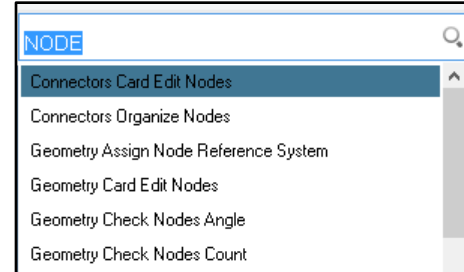 NODE
Connectors Card Edit Nodes
Connectors Organize Nodes
Geometry Assign Node Reference System
Geometry Card Edit Nodes
Geometry Check Nodes Angle
Geometry Check Nodes Count